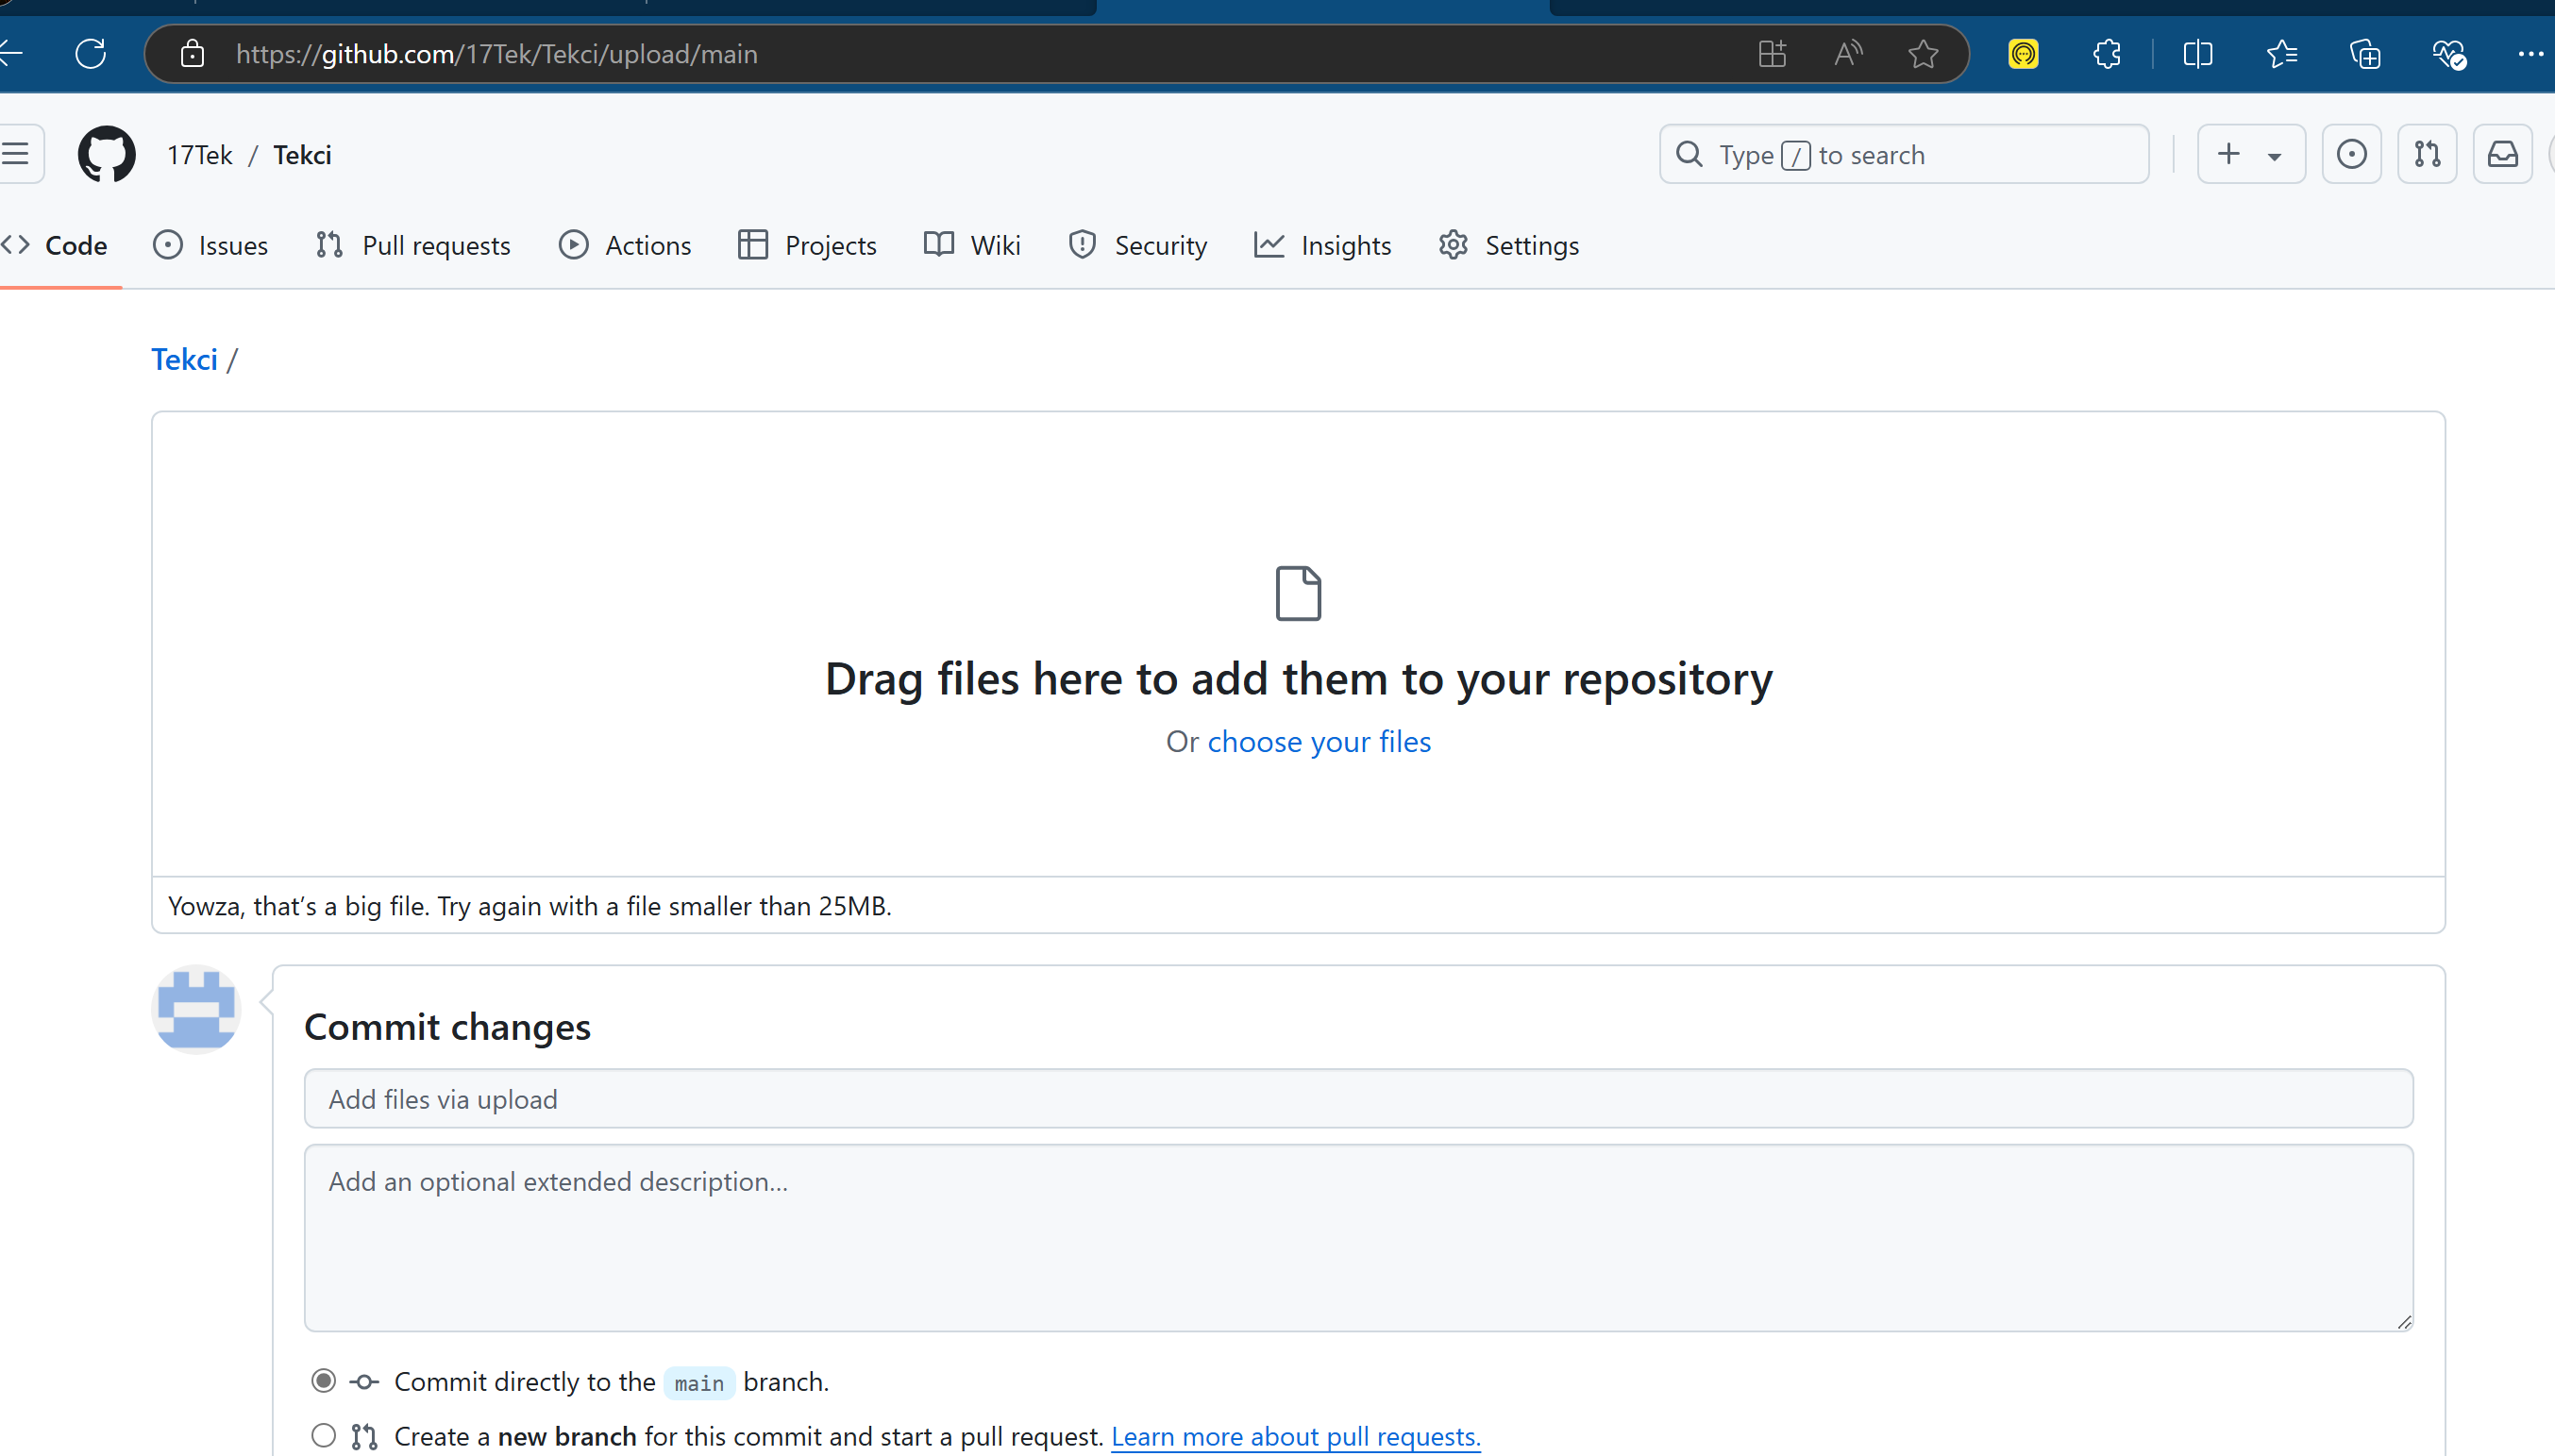 https://github.com/17Tek/Tekci/upload/main
17Tek / Tekci
Type / to search
Code Issues Pull requests Actions Projects Wiki Security Insights Settings
Tekci /
Drag files here to add them to your repository
Or choose your files
Yowza, that’s a big file. Try again with a file smaller than 25MB.
Commit changes
Add files via upload
Add an optional extended description...
Commit directly to the main branch.
Create a new branch for this commit and start a pull request. Learn more about pull requests.